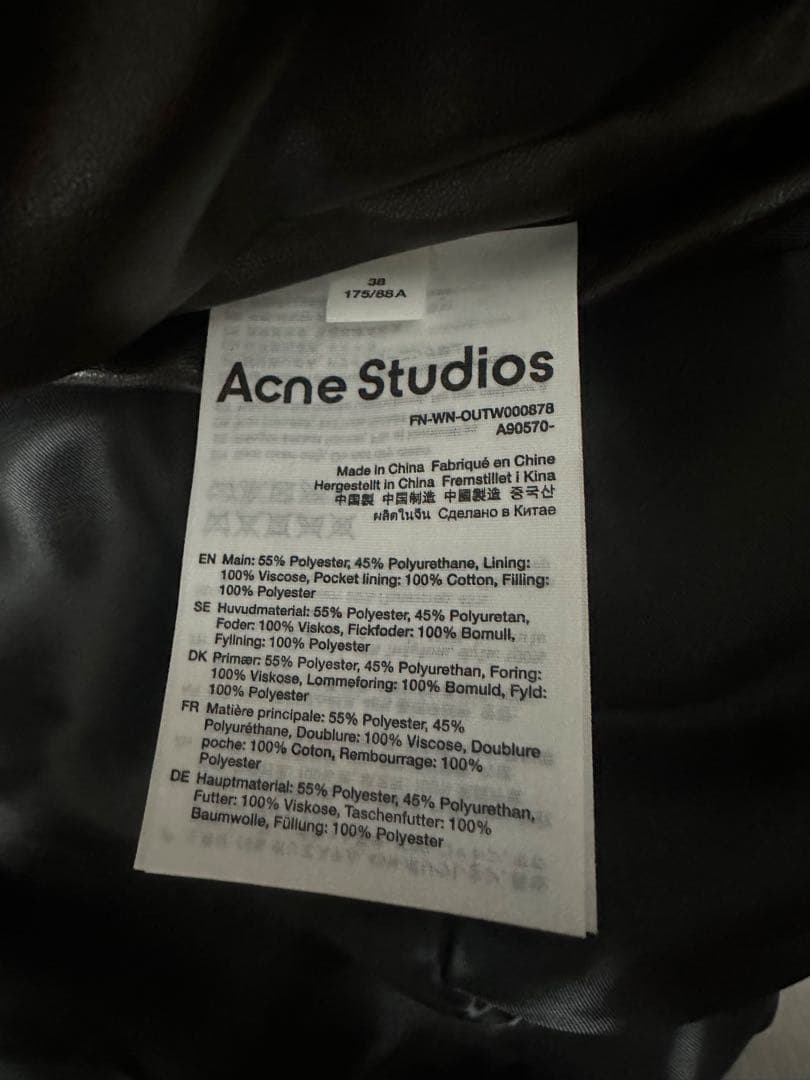 38
175/88A
Acne Studios
FN-WN-OUTW000878
A90570-
Made in China Fabriqué en Chine
Hergestellt in China Fremstillet i Kina
中国製 中国制造 中國製造 중국산
ผลิตในจีน Сделано в Китае
EN Main: 55% Polyester, 45% Polyurethane, Lining:
100% Viscose, Pocket lining: 100% Cotton, Filling:
100% Polyester
SE Huvudmaterial: 55% Polyester, 45% Polyuretan,
Foder: 100% Viskos, Fickfoder: 100% Bomull,
Fyllning: 100% Polyester
DK Primær: 55% Polyester, 45% Polyurethan, Foring:
100% Viskose, Lommeforing: 100% Bomuld, Fyld:
100% Polyester
FR Matière principale: 55% Polyester, 45%
Polyuréthane, Doublure: 100% Viscose, Doublure
poche: 100% Coton, Rembourrage: 100%
Polyester
DE Hauptmaterial: 55% Polyester, 45% Polyurethan,
Futter: 100% Viskose, Taschenfutter: 100%
Baumwolle, Füllung: 100% Polyester